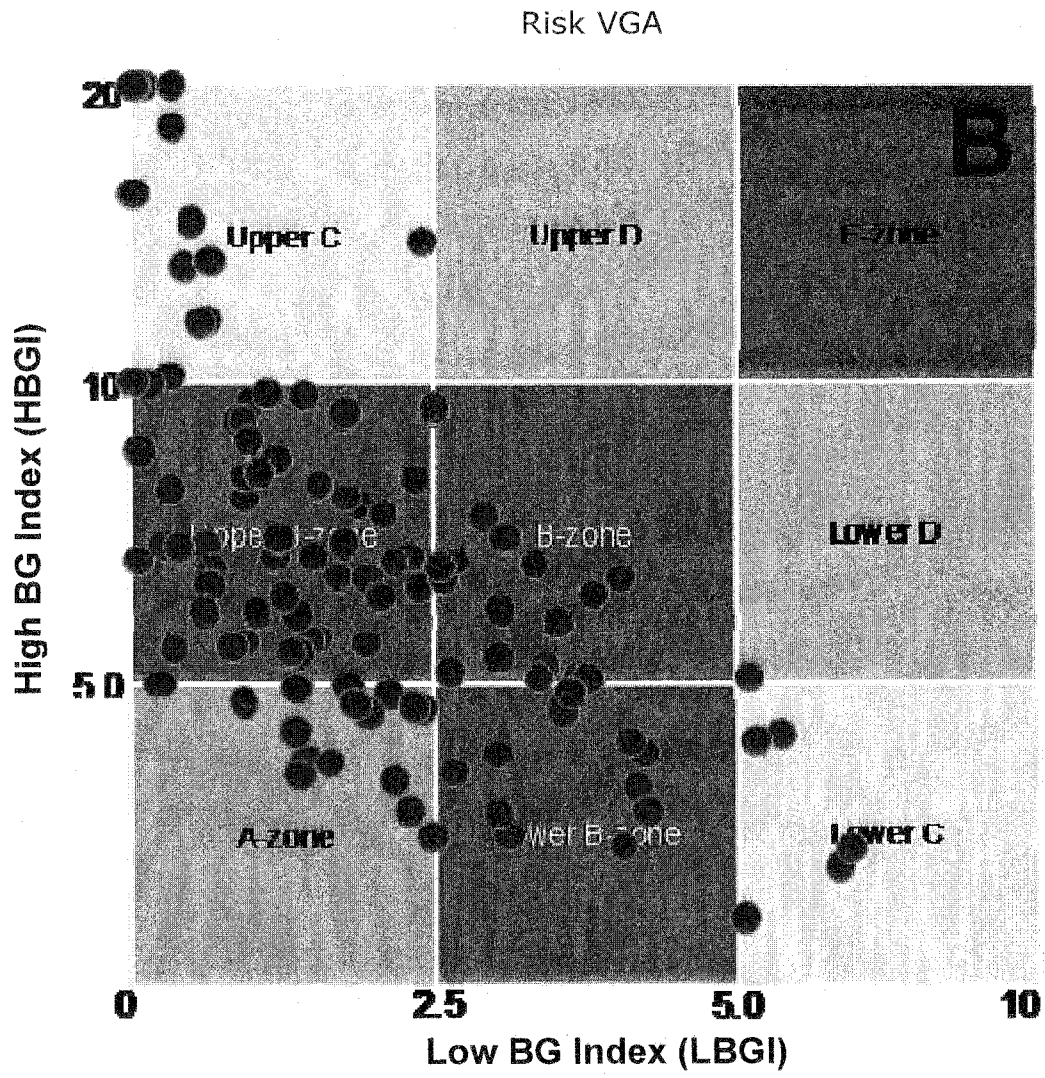 Risk VGA
20
B
Upper C
Upper D
E-zone
High BG Index (HBGI)
10
B-zone
Lower D
5 0
A-zone
B-zone
Lower C
0
2.5
5.0
10
Low BG Index (LBGI)